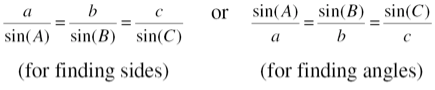 a/sin(A) = b/sin(B) = c/sin(C) or sin(A)/a = sin(B)/b = sin(C)/c
(for finding sides) (for finding angles)